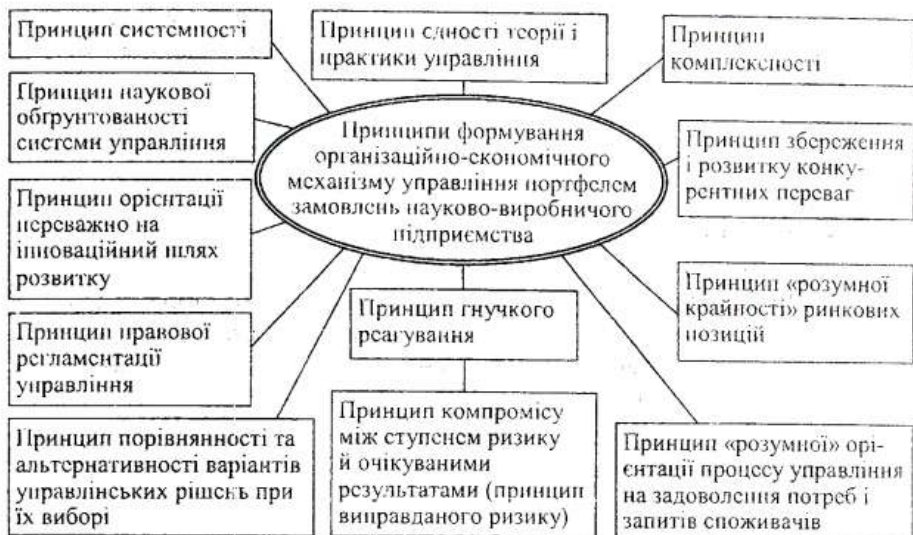 Принцип системності
Принцип єдності теорії і
практики управління
Принцип
комплексності
Принцип наукової
обґрунтованості
системи управління
Принципи формування
організаційно-економічного
механізму управління портфелем
замовлень науково-виробничого
підприємства
Принцип збереження
і розвитку конку-
рентних переваг
Принцип орієнтації
переважно на
інноваційний шлях
розвитку
Принцип «розумної
крайності» ринкових
позицій
Принцип гнучкого
реагування
Принцип правової
регламентації
управління
Принцип порівнянності та
альтернативності варіантів
управлінських рішень при
їх виборі
Принцип компромісу
між ступенем ризику
й очікуваними
результатами (принцип
виправданого ризику)
Принцип «розумної» орі-
єнтації процесу управління
на задоволення потреб і
запитів споживачів